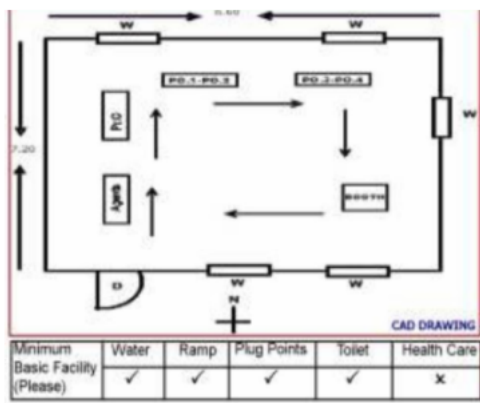 W W
PO.1-PO.2 PO.3-PO.4
W
7.20
PrO
Agents
BOOTH
D
W W
N
CAD DRAWING
Minimum Basic Facility (Please) Water Ramp Plug Points Toilet Health Care
✓ ✓ ✓ ✓ x